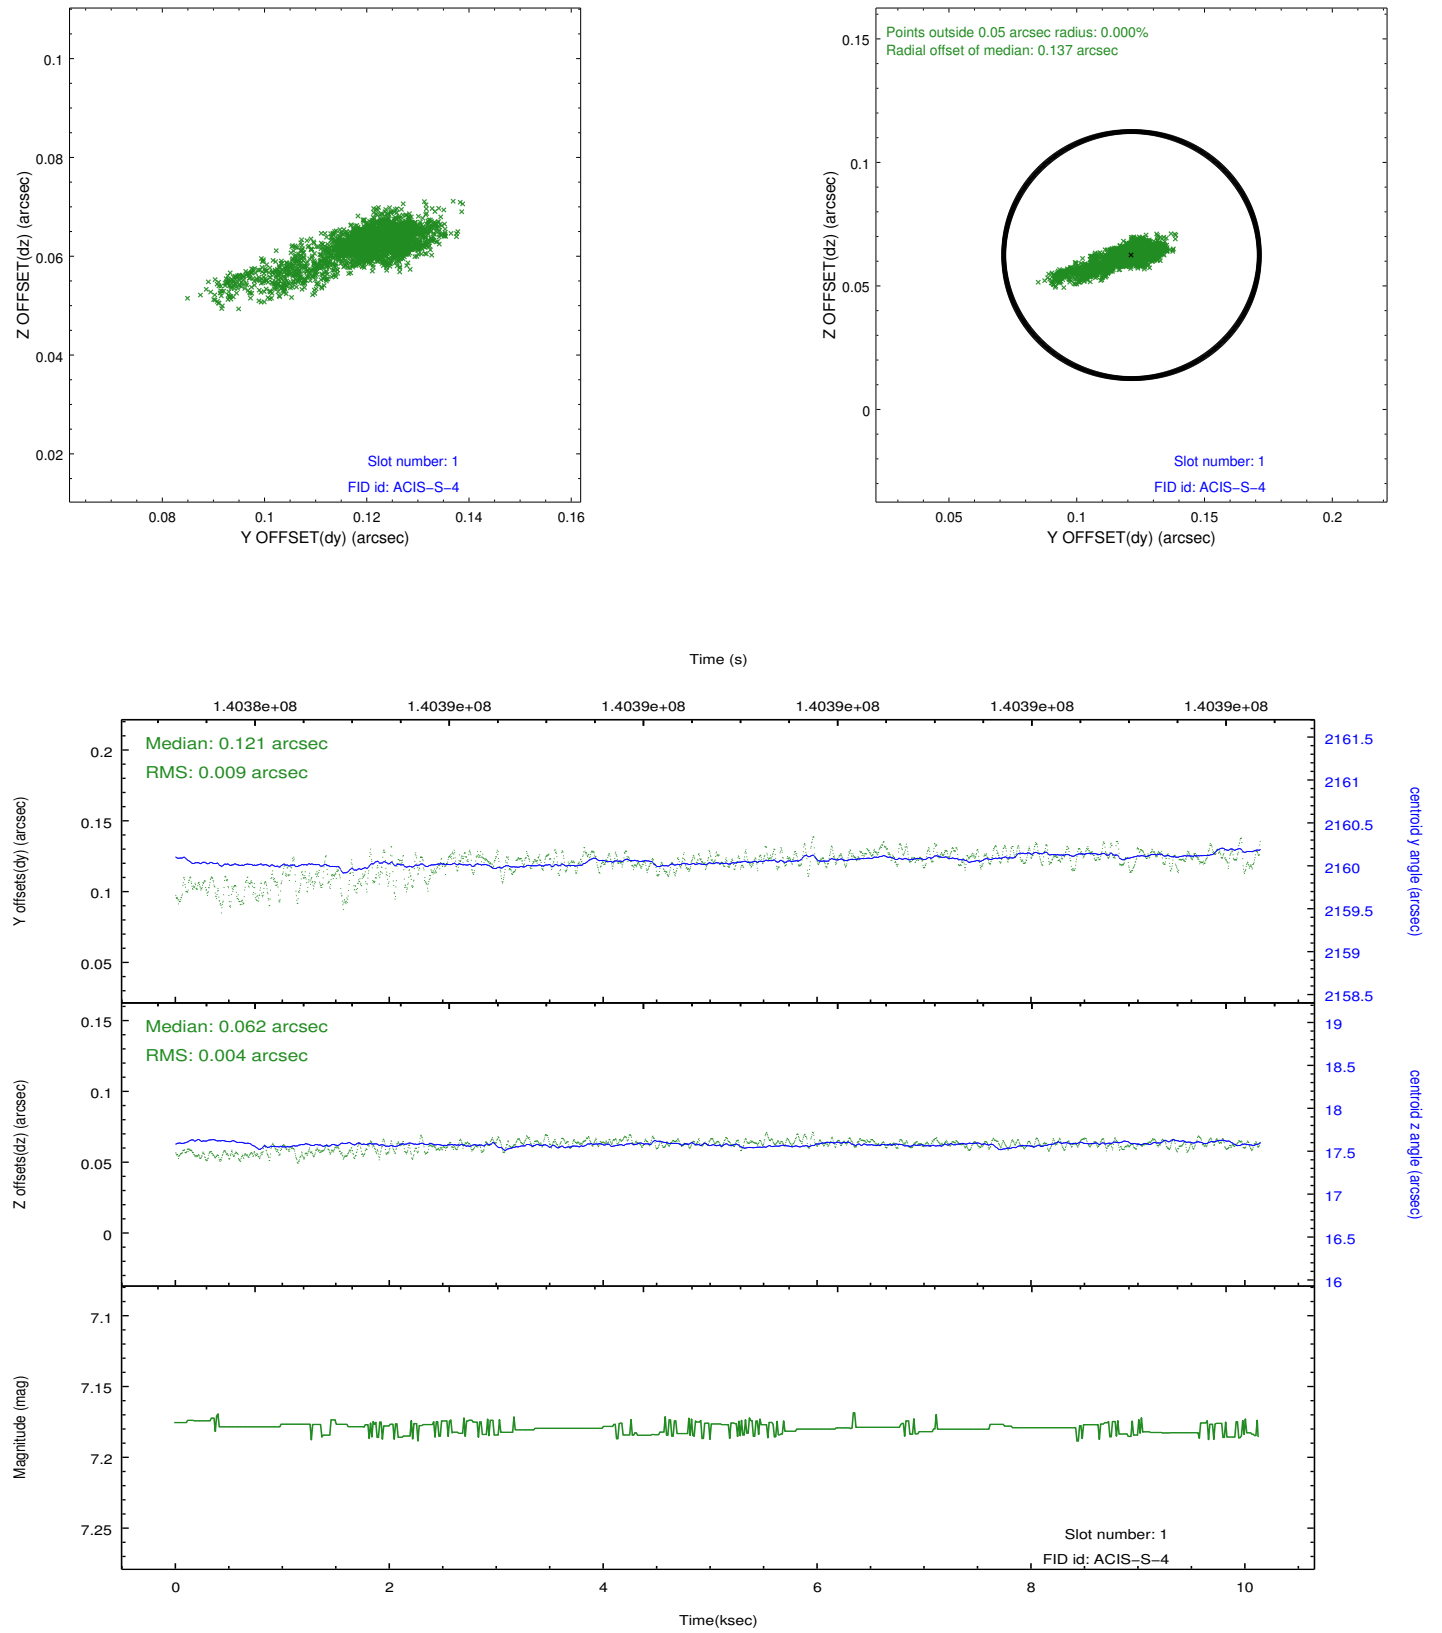 0.1
0.08
0.06
0.04
0.02
Z OFFSET(dz) (arcsec)
Slot number: 1
FID id: ACIS−S−4
0.08 0.1 0.12 0.14 0.16
Y OFFSET(dy) (arcsec)
Points outside 0.05 arcsec radius: 0.000%
Radial offset of median: 0.137 arcsec
0.15
0.1
0.05
0
Z OFFSET(dz) (arcsec)
Slot number: 1
FID id: ACIS−S−4
0.05 0.1 0.15 0.2
Y OFFSET(dy) (arcsec)
Time (s)
1.4038e+08 1.4039e+08 1.4039e+08 1.4039e+08 1.4039e+08 1.4039e+08
Median: 0.121 arcsec
RMS: 0.009 arcsec
0.2
0.15
0.1
0.05
Y offsets(dy) (arcsec)
2161.5
2161
2160.5
2160
2159.5
2159
2158.5
centroid y angle (arcsec)
Median: 0.062 arcsec
RMS: 0.004 arcsec
0.15
0.1
0.05
0
Z offsets(dz) (arcsec)
19
18.5
18
17.5
17
16.5
16
centroid z angle (arcsec)
7.1
7.15
7.2
7.25
Magnitude (mag)
Slot number: 1
FID id: ACIS−S−4
0 2 4 6 8 10
Time(ksec)